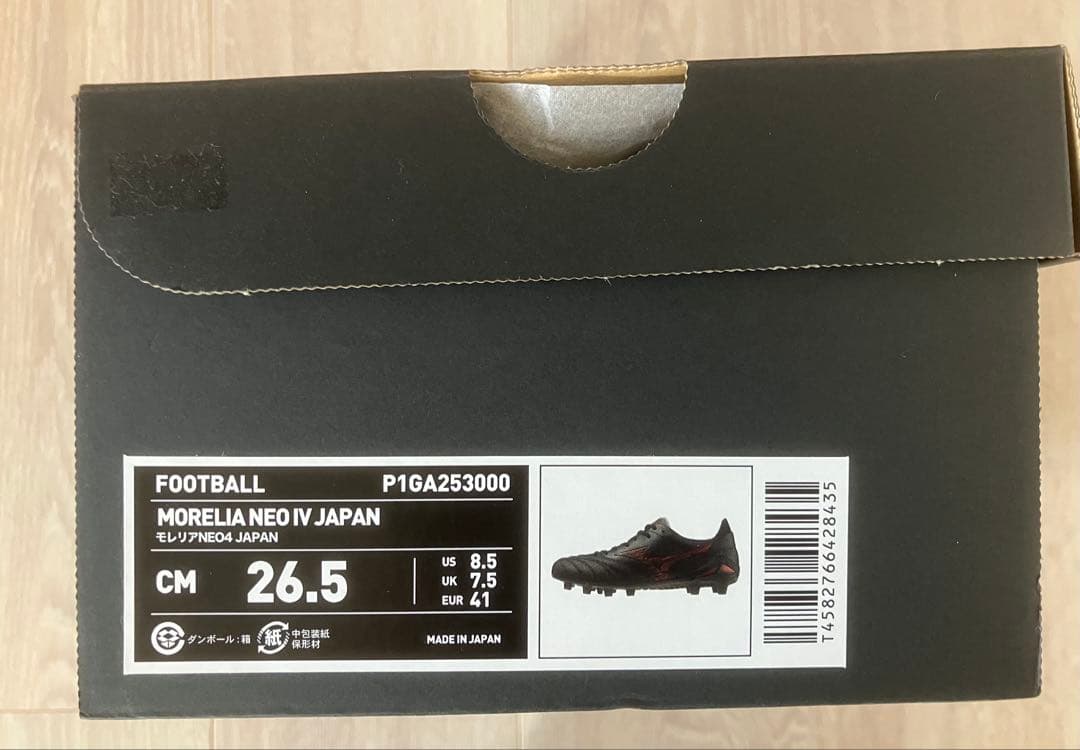 FOOTBALL P1GA253000
MORELIA NEO IV JAPAN
モレリアNEO4 JAPAN
CM 26.5
US 8.5
UK 7.5
EUR 41
ダンボール:箱
紙 中包装紙
保形材
MADE IN JAPAN
T4582766428435